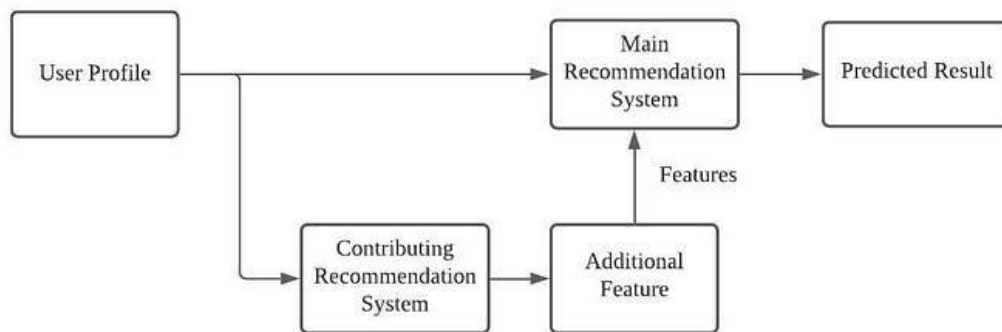 User Profile
Main
Recommendation
System
Predicted Result
Features
Contributing
Recommendation
System
Additional
Feature